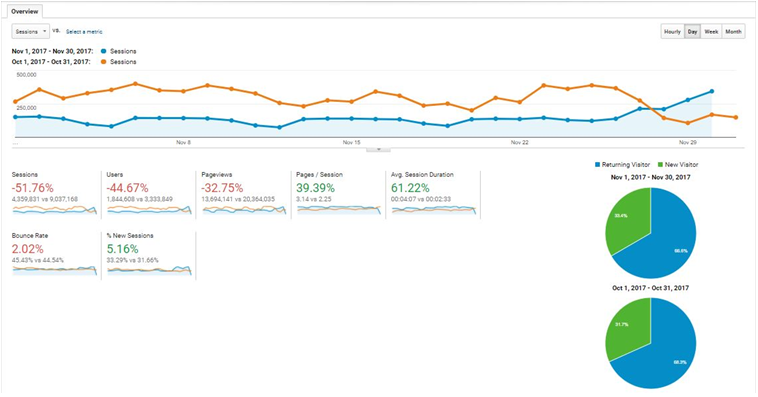 Overview
Sessions vs. Select a metric
Hourly Day Week Month
Nov 1, 2017 - Nov 30, 2017: Sessions
Oct 1, 2017 - Oct 31, 2017: Sessions
500,000
250,000
... Nov 8 Nov 15 Nov 22 Nov 29
Sessions
-51.76%
4,359,831 vs 9,037,168
Users
-44.67%
1,844,608 vs 3,333,849
Pageviews
-32.75%
13,694,141 vs 20,364,035
Pages / Session
39.39%
3.14 vs 2.25
Avg. Session Duration
61.22%
00:04:07 vs 00:02:33
Bounce Rate
2.02%
45.43% vs 44.54%
% New Sessions
5.16%
33.29% vs 31.66%
Returning Visitor New Visitor
Nov 1, 2017 - Nov 30, 2017
33.4%
66.6%
Oct 1, 2017 - Oct 31, 2017
31.7%
68.3%